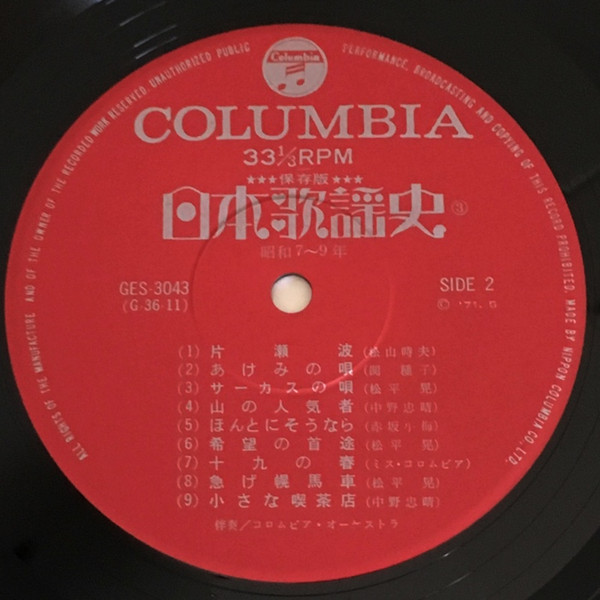 ALL RIGHTS OF THE MANUFACTURE AND OF THE OWNER OF THE RECORDED WORK RESERVED. UNAUTHORIZED PUBLIC PERFORMANCE, BROADCASTING AND COPYING OF THIS RECORD PROHIBITED. MADE BY NIPPON COLUMBIA CO., LTD.
Columbia
COLUMBIA
33 1/3 RPM
★★★保存版★★★
日本歌謡史 ③
昭和7〜9年
GES-3043 SIDE 2
(G-36-11) Ⓟ '71. 9
(1) 片瀬波 (松山時夫)
(2) あけみの唄 (関種子)
(3) サーカスの唄 (松平晃)
(4) 山の人気者 (中野忠晴)
(5) ほんとにそうなら (赤坂小梅)
(6) 希望の首途 (松平晃)
(7) 十九の春 (ミス・コロムビア)
(8) 急げ幌馬車 (松平晃)
(9) 小さな喫茶店 (中野忠晴)
伴奏/コロムビア・オーケストラ